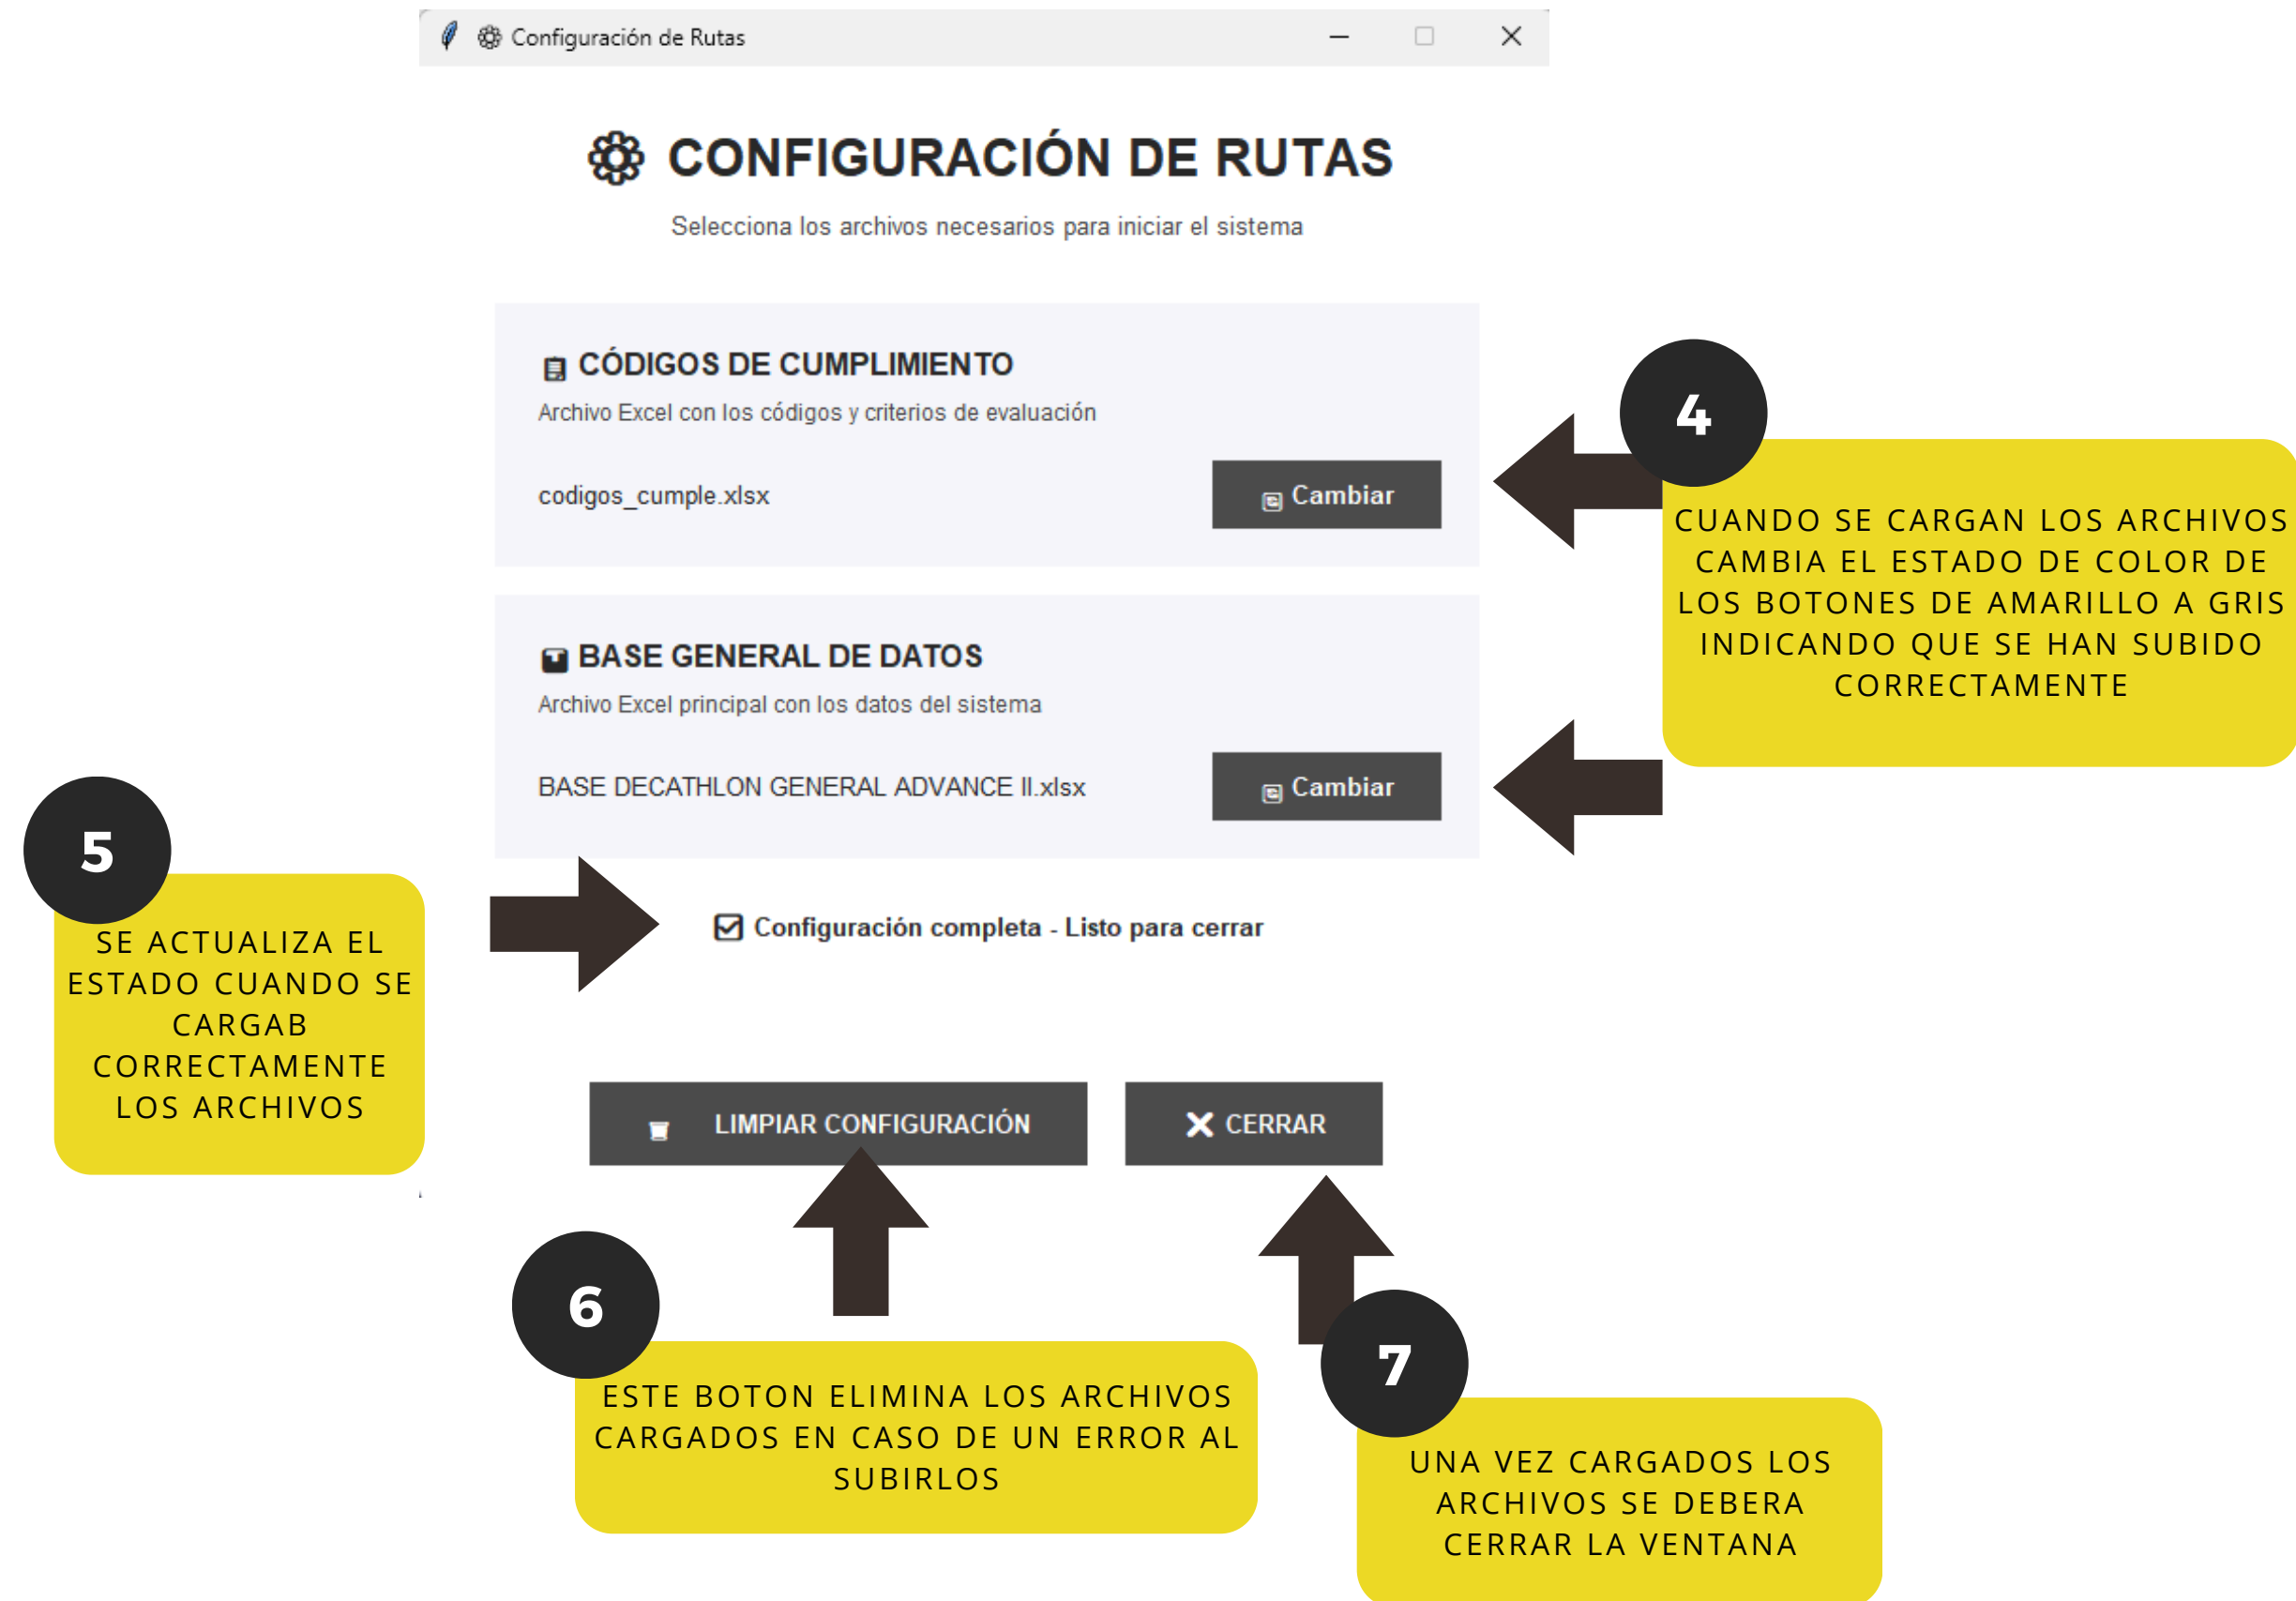 Configuración de Rutas
CONFIGURACIÓN DE RUTAS
Selecciona los archivos necesarios para iniciar el sistema
CÓDIGOS DE CUMPLIMIENTO
Archivo Excel con los códigos y criterios de evaluación
codigos_cumple.xlsx
Cambiar
4
CUANDO SE CARGAN LOS ARCHIVOS
CAMBIA EL ESTADO DE COLOR DE
LOS BOTONES DE AMARILLO A GRIS
INDICANDO QUE SE HAN SUBIDO
CORRECTAMENTE
BASE GENERAL DE DATOS
Archivo Excel principal con los datos del sistema
BASE DECATHLON GENERAL ADVANCE II.xlsx
Cambiar
5
SE ACTUALIZA EL
ESTADO CUANDO SE
CARGAB
CORRECTAMENTE
LOS ARCHIVOS
Configuración completa - Listo para cerrar
LIMPIAR CONFIGURACIÓN
CERRAR
6
ESTE BOTON ELIMINA LOS ARCHIVOS
CARGADOS EN CASO DE UN ERROR AL
SUBIRLOS
7
UNA VEZ CARGADOS LOS
ARCHIVOS SE DEBERA
CERRAR LA VENTANA